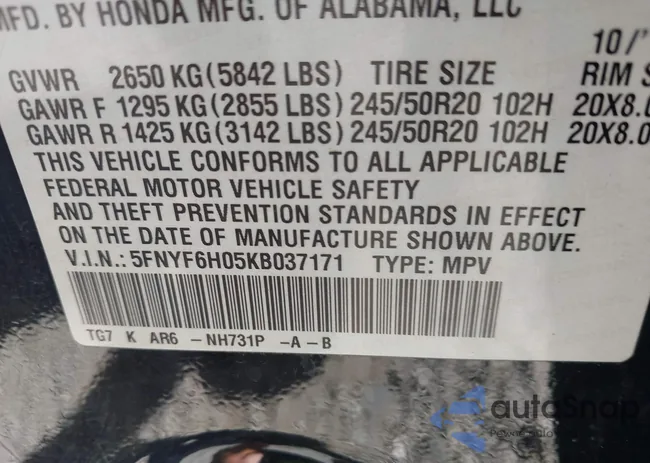 MFD. BY HONDA MFG. OF ALABAMA, LLC
10/
GVWR 2650 KG (5842 LBS) TIRE SIZE RIM S
GAWR F 1295 KG (2855 LBS) 245/50R20 102H 20X8.0
GAWR R 1425 KG (3142 LBS) 245/50R20 102H 20X8.0
THIS VEHICLE CONFORMS TO ALL APPLICABLE
FEDERAL MOTOR VEHICLE SAFETY
AND THEFT PREVENTION STANDARDS IN EFFECT
ON THE DATE OF MANUFACTURE SHOWN ABOVE.
V.I.N.: 5FNYF6H05KB037171 TYPE: MPV
TG7 K AR6 -NH731P -A-B
autoSnap